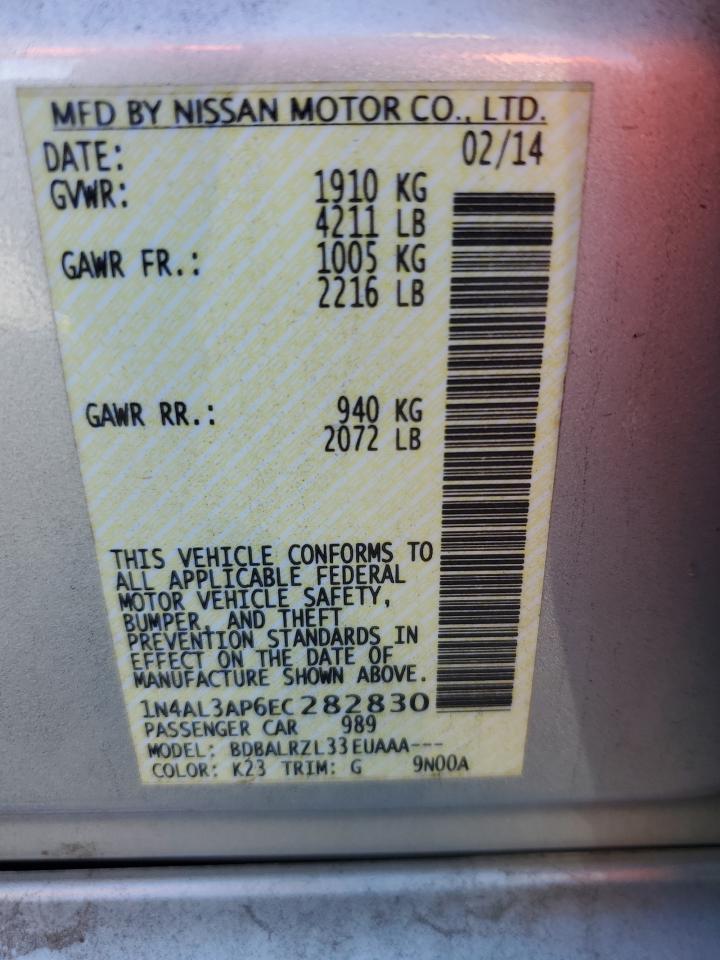 MFD BY NISSAN MOTOR CO., LTD.
DATE: 02/14
GVWR: 1910 KG
4211 LB
GAWR FR.: 1005 KG
2216 LB
GAWR RR.: 940 KG
2072 LB
THIS VEHICLE CONFORMS TO
ALL APPLICABLE FEDERAL
MOTOR VEHICLE SAFETY,
BUMPER, AND THEFT
PREVENTION STANDARDS IN
EFFECT ON THE DATE OF
MANUFACTURE SHOWN ABOVE.
1N4AL3AP6EC282830
PASSENGER CAR 989
MODEL: BDBALRZL33EUAAA---
COLOR: K23 TRIM: G 9N00A